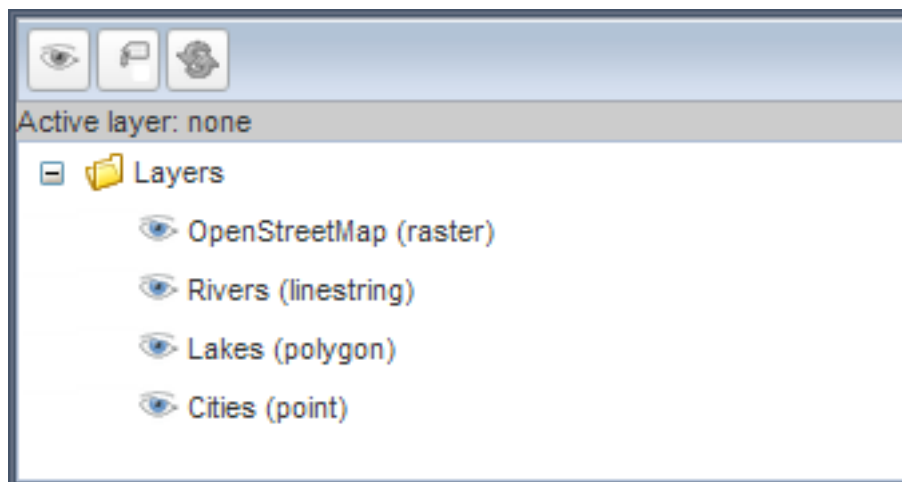 Active layer: none
Layers
OpenStreetMap (raster)
Rivers (linestring)
Lakes (polygon)
Cities (point)